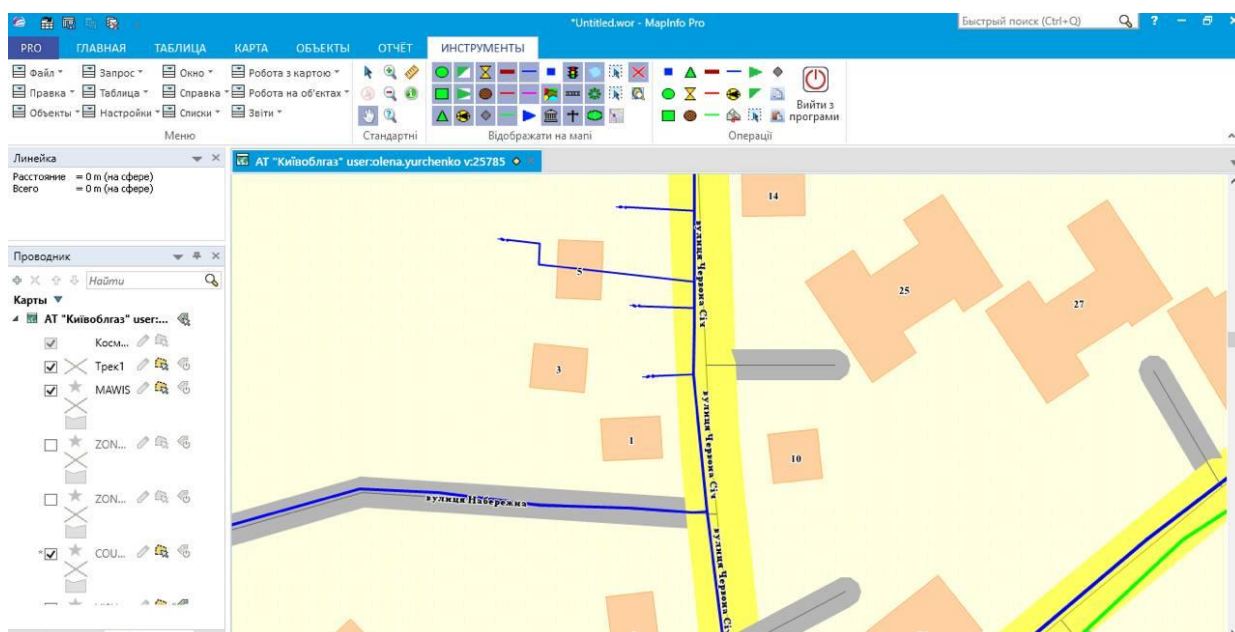 *Untitled.wor - MapInfo Pro
Быстрый поиск (Ctrl+Q)
?
PRO ГЛАВНАЯ ТАБЛИЦА КАРТА ОБЪЕКТЫ ОТЧЁТ ИНСТРУМЕНТЫ
Файл Запрос Окно Робота з картою
Правка Таблица Справка Робота на об'єктах
Объекты Настройки Списки Звіти
Вийти з
програми
Меню Стандартні Відображати на мапі Операції
Линейка
Расстояние = 0 m (на сфере)
Всего = 0 m (на сфере)
АТ "Київоблгаз" user:olena.yurchenko v:25785
Проводник
Найти
Карты
АТ "Київоблгаз" user:...
Косм...
Трек1
MAWIS
ZON...
ZON...
COU...
14
5
25
27
3
1
10
вулиця Червона Січ
вулиця Червона Січ
вулиця Червона Січ
вулиця Набережна